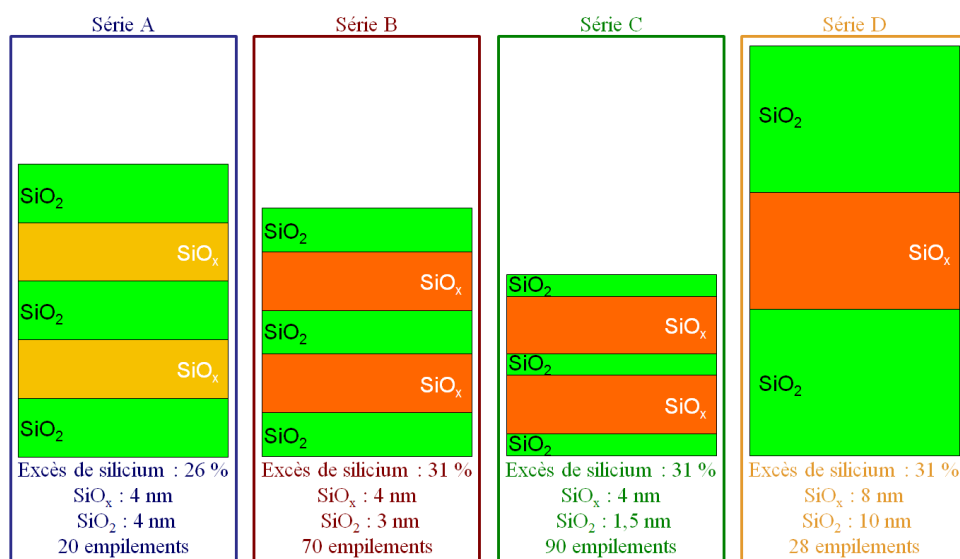 Série A
SiO₂
SiOₓ
SiO₂
SiOₓ
SiO₂
Excès de silicium : 26 %
SiOₓ : 4 nm
SiO₂ : 4 nm
20 empilements
Série B
SiO₂
SiOₓ
SiO₂
SiOₓ
SiO₂
Excès de silicium : 31 %
SiOₓ : 4 nm
SiO₂ : 3 nm
70 empilements
Série C
SiO₂
SiOₓ
SiO₂
SiOₓ
SiO₂
Excès de silicium : 31 %
SiOₓ : 4 nm
SiO₂ : 1,5 nm
90 empilements
Série D
SiO₂
SiOₓ
SiO₂
Excès de silicium : 31 %
SiOₓ : 8 nm
SiO₂ : 10 nm
28 empilements